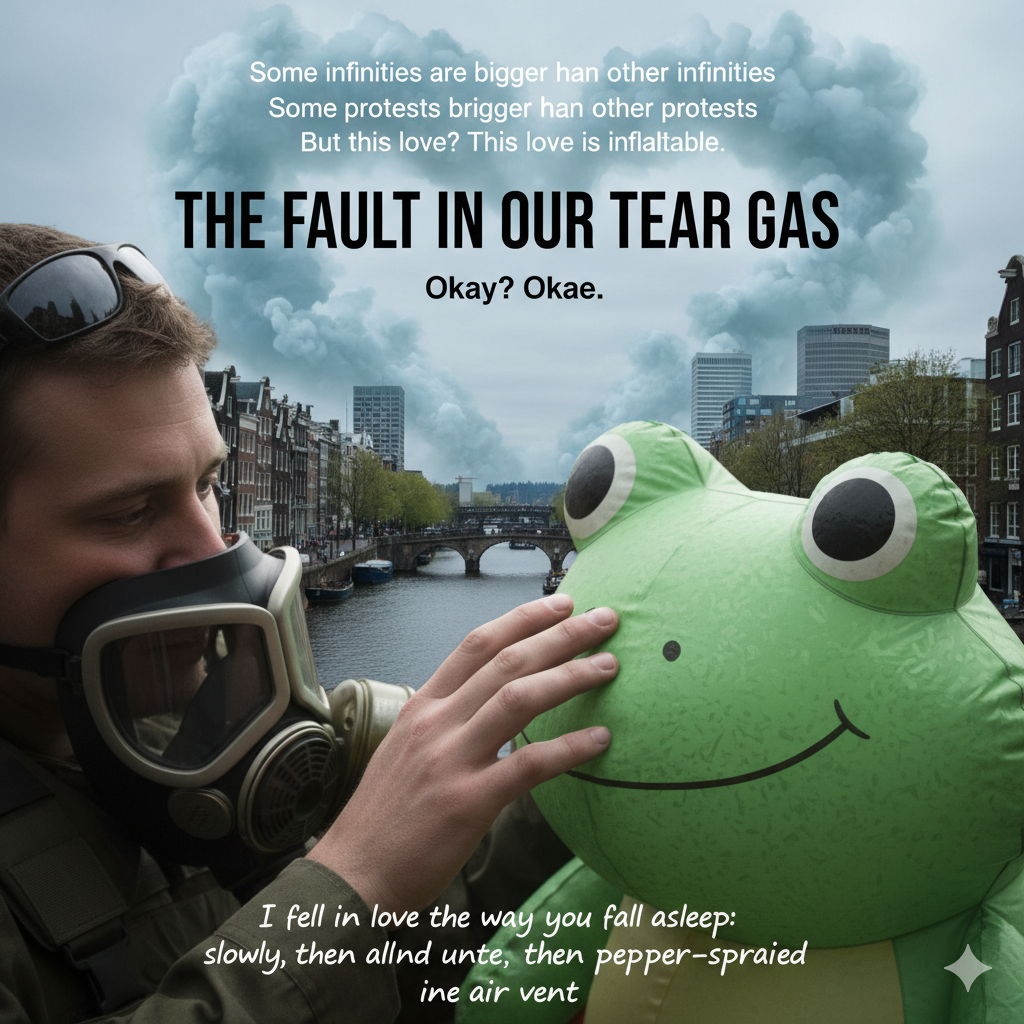 Some infinities are bigger han other infinities
Some protests brigger han other protests
But this love? This love is inflaltable.
THE FAULT IN OUR TEAR GAS
Okay? Okae.
I fell in love the way you fall asleep:
slowly, then allnd unte, then pepper-spraied
ine air vent